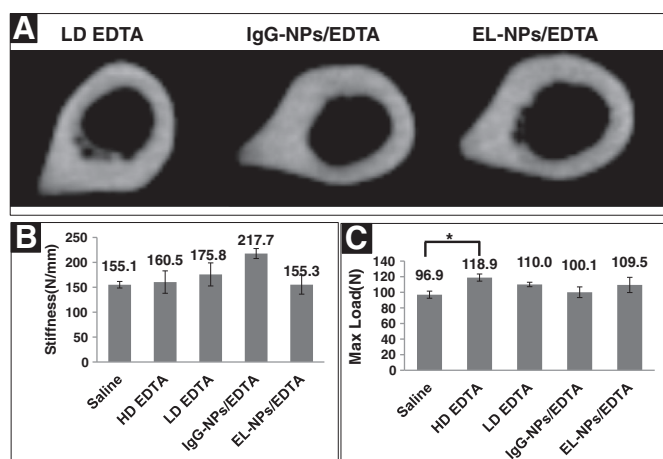 A
LD EDTA IgG-NPs/EDTA EL-NPs/EDTA
B
Stiffness(N/mm)
250
200
150
100
50
0
155.1 160.5 175.8 217.7 155.3
Saline HD EDTA LD EDTA IgG-NPs/EDTA EL-NPs/EDTA
C
Max Load(N)
140
120
100
80
60
40
20
0
*
96.9 118.9 110.0 100.1 109.5
Saline HD EDTA LD EDTA IgG-NPs/EDTA EL-NPs/EDTA